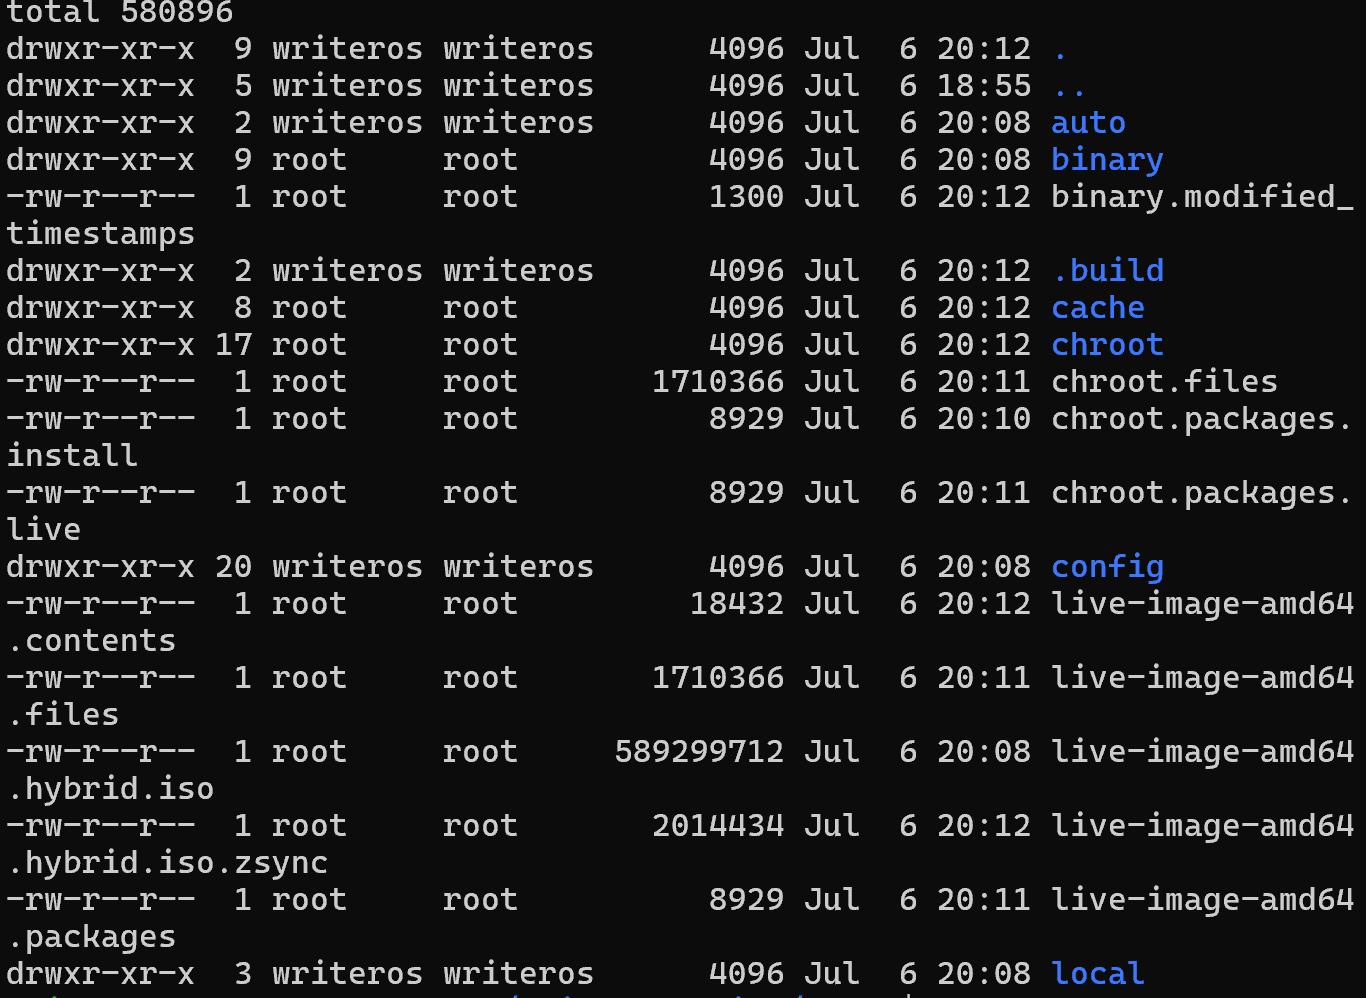 total 580896
drwxr-xr-x  9 writeros writeros      4096 Jul  6 20:12 .
drwxr-xr-x  5 writeros writeros      4096 Jul  6 18:55 ..
drwxr-xr-x  2 writeros writeros      4096 Jul  6 20:08 auto
drwxr-xr-x  9 root     root          4096 Jul  6 20:08 binary
-rw-r--r--  1 root     root          1300 Jul  6 20:12 binary.modified_
timestamps
drwxr-xr-x  2 writeros writeros      4096 Jul  6 20:12 .build
drwxr-xr-x  8 root     root          4096 Jul  6 20:12 cache
drwxr-xr-x 17 root     root          4096 Jul  6 20:12 chroot
-rw-r--r--  1 root     root       1710366 Jul  6 20:11 chroot.files
-rw-r--r--  1 root     root          8929 Jul  6 20:10 chroot.packages.
install
-rw-r--r--  1 root     root          8929 Jul  6 20:11 chroot.packages.
live
drwxr-xr-x 20 writeros writeros      4096 Jul  6 20:08 config
-rw-r--r--  1 root     root         18432 Jul  6 20:12 live-image-amd64
.contents
-rw-r--r--  1 root     root       1710366 Jul  6 20:11 live-image-amd64
.files
-rw-r--r--  1 root     root     589299712 Jul  6 20:08 live-image-amd64
.hybrid.iso
-rw-r--r--  1 root     root       2014434 Jul  6 20:12 live-image-amd64
.hybrid.iso.zsync
-rw-r--r--  1 root     root          8929 Jul  6 20:11 live-image-amd64
.packages
drwxr-xr-x  3 writeros writeros      4096 Jul  6 20:08 local